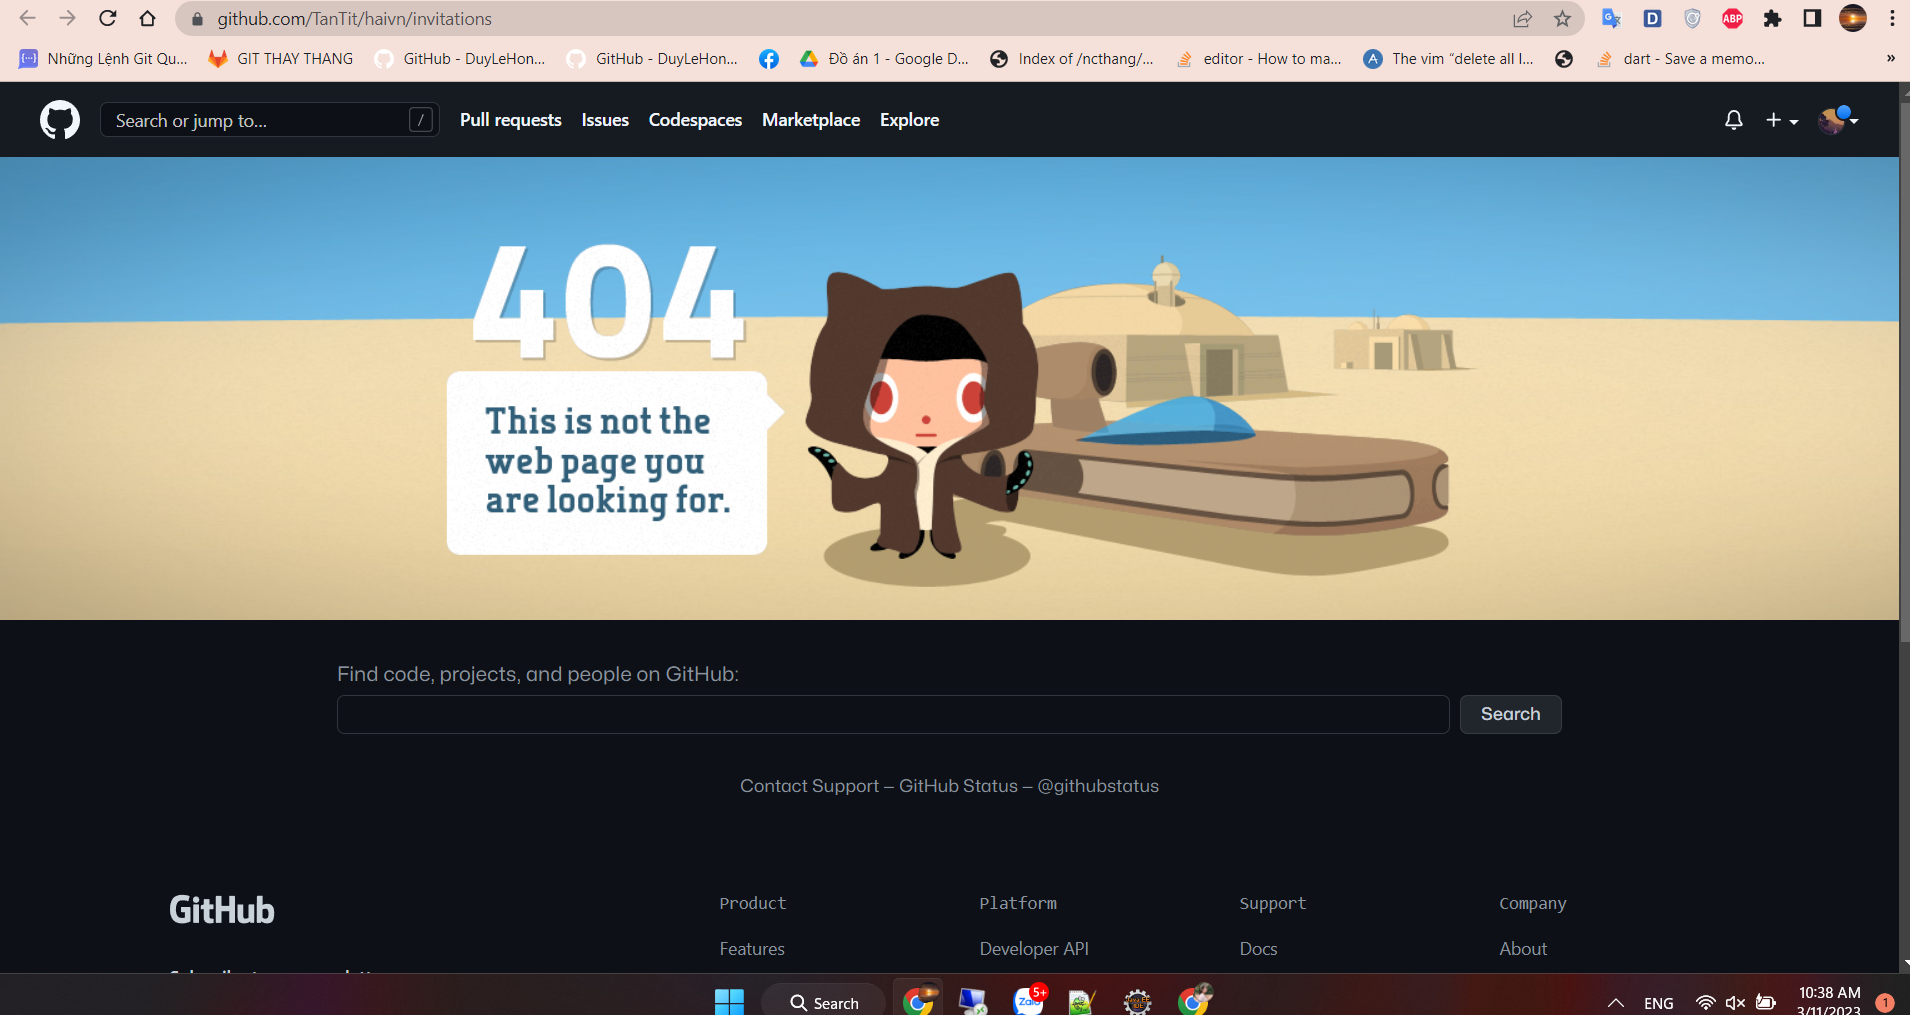 github.com/TanTit/haivn/invitations
Những Lệnh Git Qu... GIT THAY THANG GitHub - DuyLeHon... GitHub - DuyLeHon... Đồ án 1 - Google D... Index of /ncthang/... editor - How to ma... The vim “delete all l... dart - Save a memo... »
Search or jump to... / Pull requests Issues Codespaces Marketplace Explore
404
This is not the
web page you
are looking for.
Find code, projects, and people on GitHub:
Search
Contact Support — GitHub Status — @githubstatus
GitHub Product Platform Support Company
Features Developer API Docs About
Search Zalo 5+ ENG 10:38 AM 1
3/11/2023